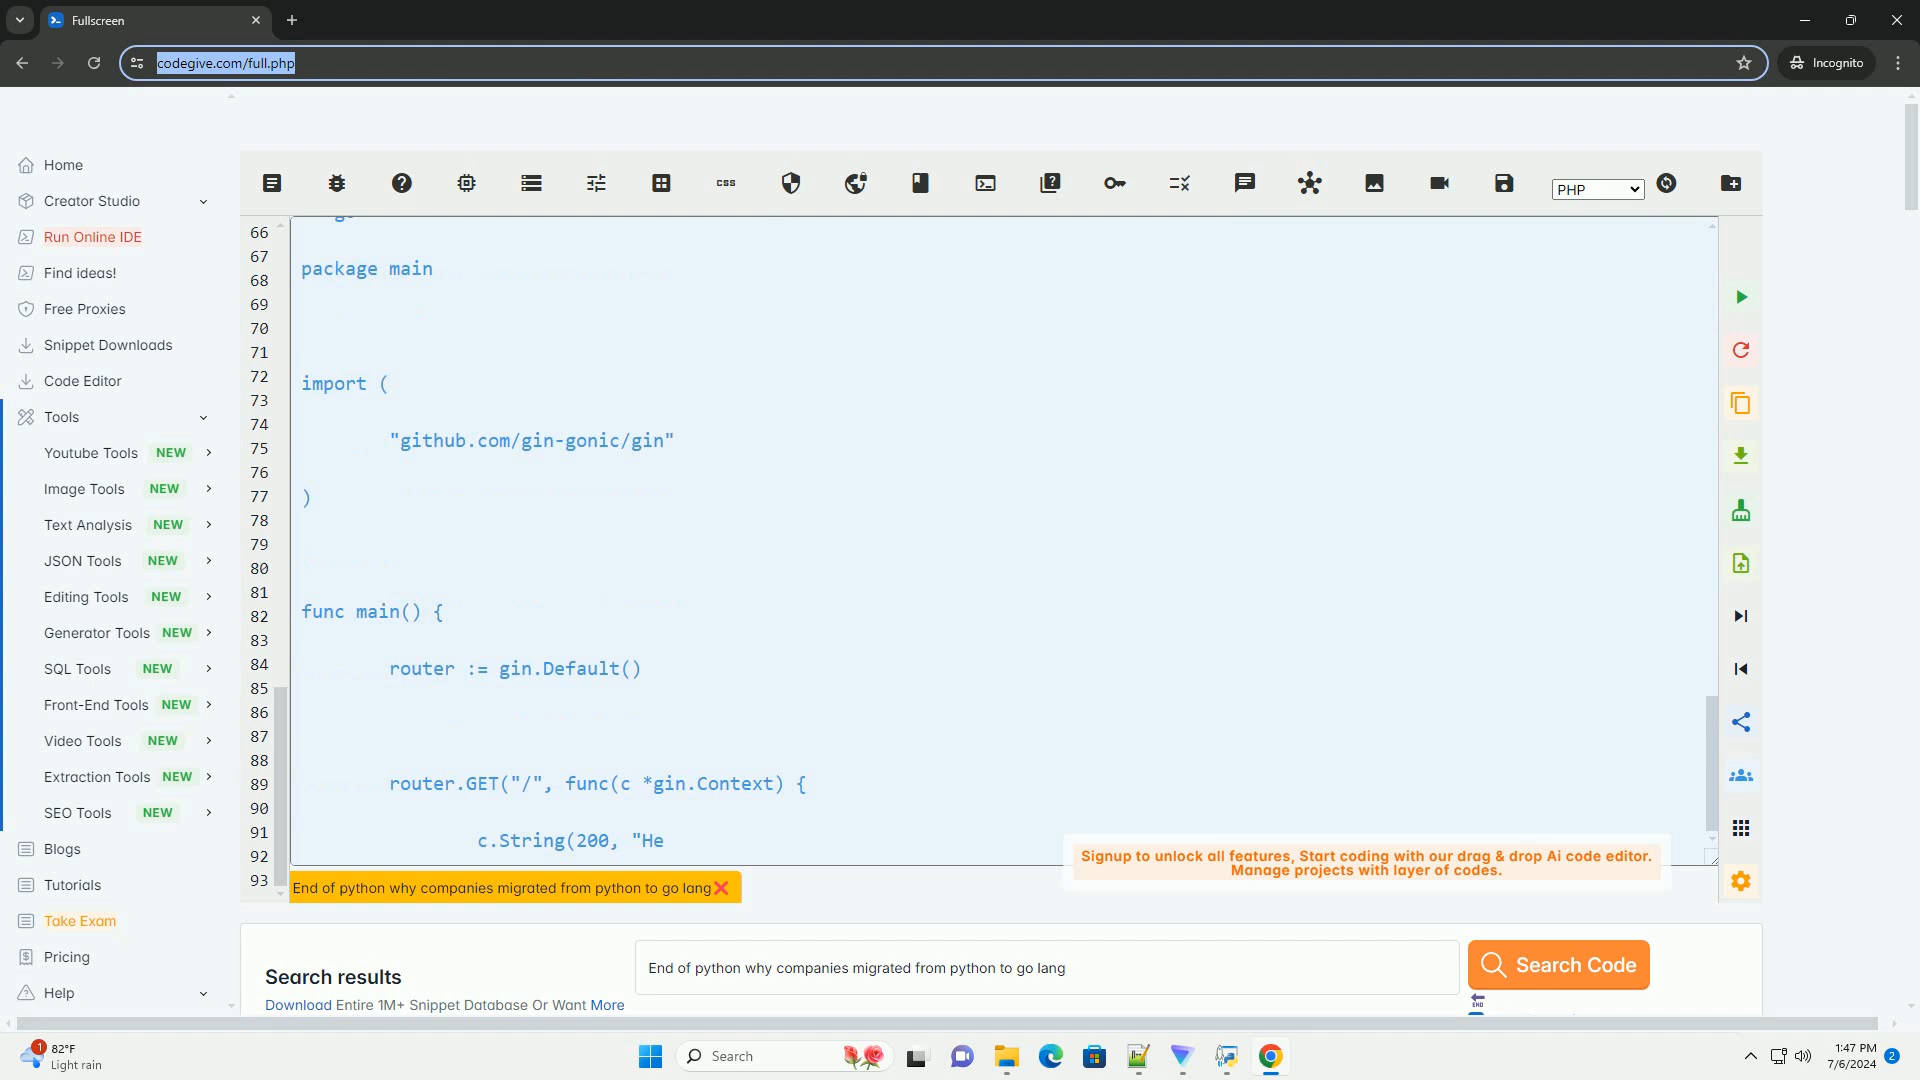 Fullscreen
codegive.com/full.php
Incognito
Home
Creator Studio
Run Online IDE
Find ideas!
Free Proxies
Snippet Downloads
Code Editor
Tools
Youtube Tools NEW
Image Tools NEW
Text Analysis NEW
JSON Tools NEW
Editing Tools NEW
Generator Tools NEW
SQL Tools NEW
Front-End Tools NEW
Video Tools NEW
Extraction Tools NEW
SEO Tools NEW
Blogs
Tutorials
Take Exam
Pricing
Help
CSS
PHP
66
67
68
69
70
71
72
73
74
75
76
77
78
79
80
81
82
83
84
85
86
87
88
89
90
91
92
93
package main
import (
"github.com/gin-gonic/gin"
)
func main() {
router := gin.Default()
router.GET("/", func(c *gin.Context) {
c.String(200, "He
Signup to unlock all features, Start coding with our drag & drop Ai code editor.
Manage projects with layer of codes.
End of python why companies migrated from python to go lang
Search results
End of python why companies migrated from python to go lang
Search Code
Download Entire 1M+ Snippet Database Or Want More
END
1
82°F
Light rain
Search
1:47 PM
7/6/2024
2